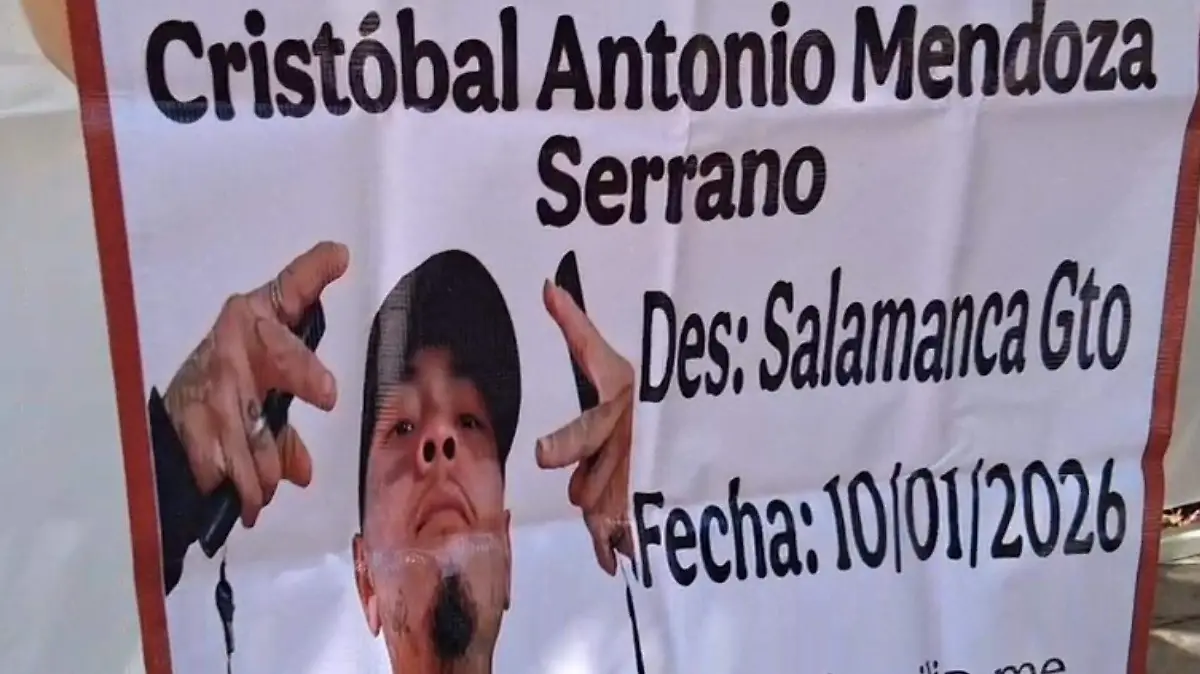 Cristóbal Antonio Mendoza
Serrano
Des: Salamanca Gto
Fecha: 10/01/2026